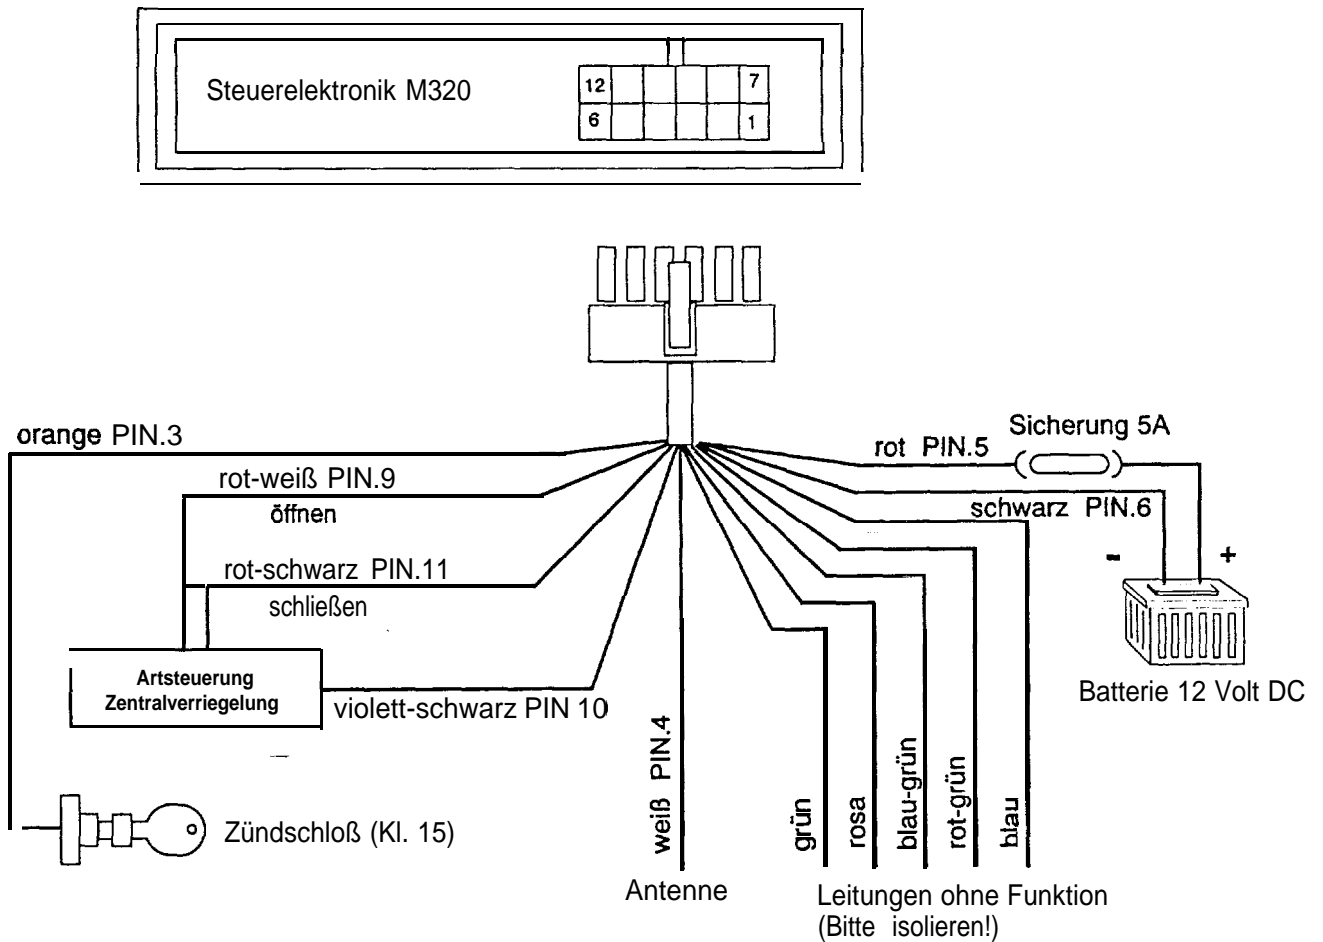 Steuerelektronik M320
12 7
6 1
orange PIN.3
rot-weiß PIN.9
öffnen
rot-schwarz PIN.11
schließen
Artsteuerung
Zentralverriegelung
violett-schwarz PIN 10
Zündschloß (Kl. 15)
weiß PIN.4
Antenne
grün
rosa
blau-grün
rot-grün
blau
Leitungen ohne Funktion
(Bitte isolieren!)
Sicherung 5A
rot PIN.5
schwarz PIN.6
- +
Batterie 12 Volt DC